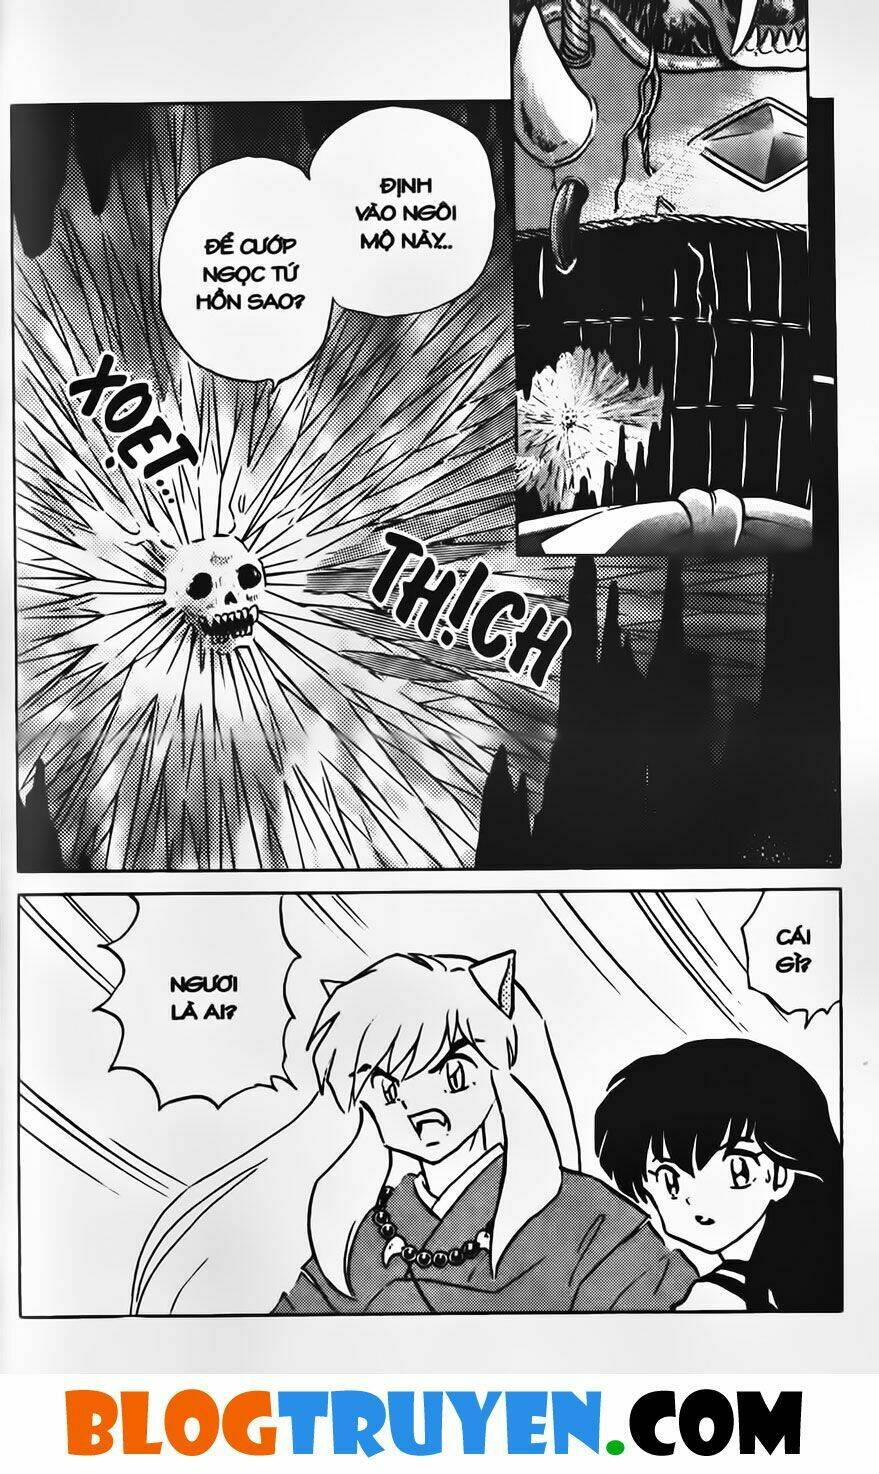 ĐỊNH
VÀO NGÔI
MỘ NÀY...
ĐỂ CƯỚP
NGỌC TỨ
HỒN SAO?
XOẸT...
THỊCH
CÁI
GÌ?
NGƯƠI
LÀ AI?
BLOGTRUYEN.COM